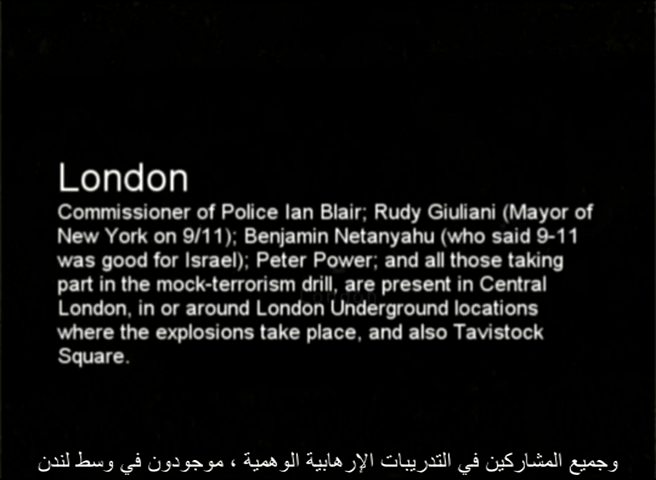 London
Commissioner of Police Ian Blair; Rudy Giuliani (Mayor of
New York on 9/11); Benjamin Netanyahu (who said 9-11
was good for Israel); Peter Power; and all those taking
part in the mock-terrorism drill, are present in Central
London, in or around London Underground locations
where the explosions take place, and also Tavistock
Square.
وجميع المشاركين في التدريبات الإرهابية الوهمية ، موجودون في وسط لندن